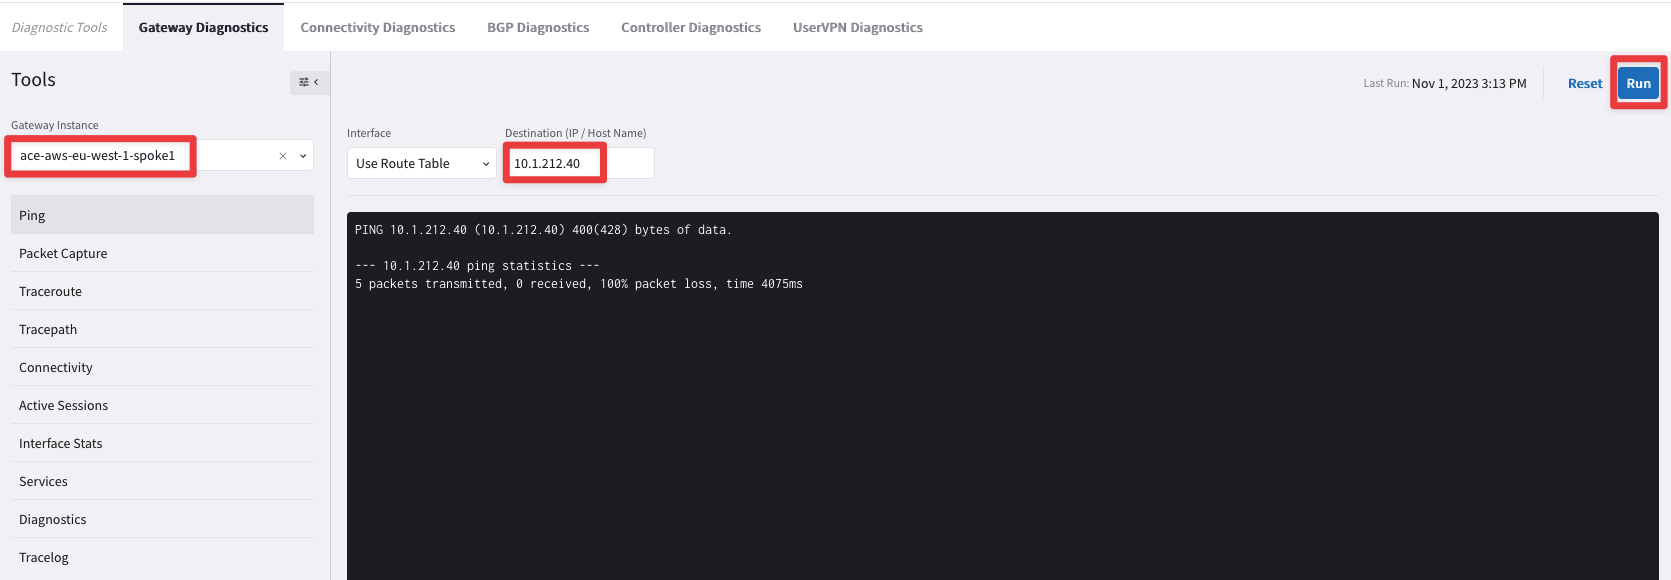 Diagnostic Tools Gateway Diagnostics Connectivity Diagnostics BGP Diagnostics Controller Diagnostics UserVPN Diagnostics
Tools
Last Run: Nov 1, 2023 3:13 PM Reset Run
Gateway Instance
ace-aws-eu-west-1-spoke1
Interface Destination (IP / Host Name)
Use Route Table 10.1.212.40
Ping
Packet Capture
Traceroute
Tracepath
Connectivity
Active Sessions
Interface Stats
Services
Diagnostics
Tracelog
PING 10.1.212.40 (10.1.212.40) 400(428) bytes of data.
--- 10.1.212.40 ping statistics ---
5 packets transmitted, 0 received, 100% packet loss, time 4075ms